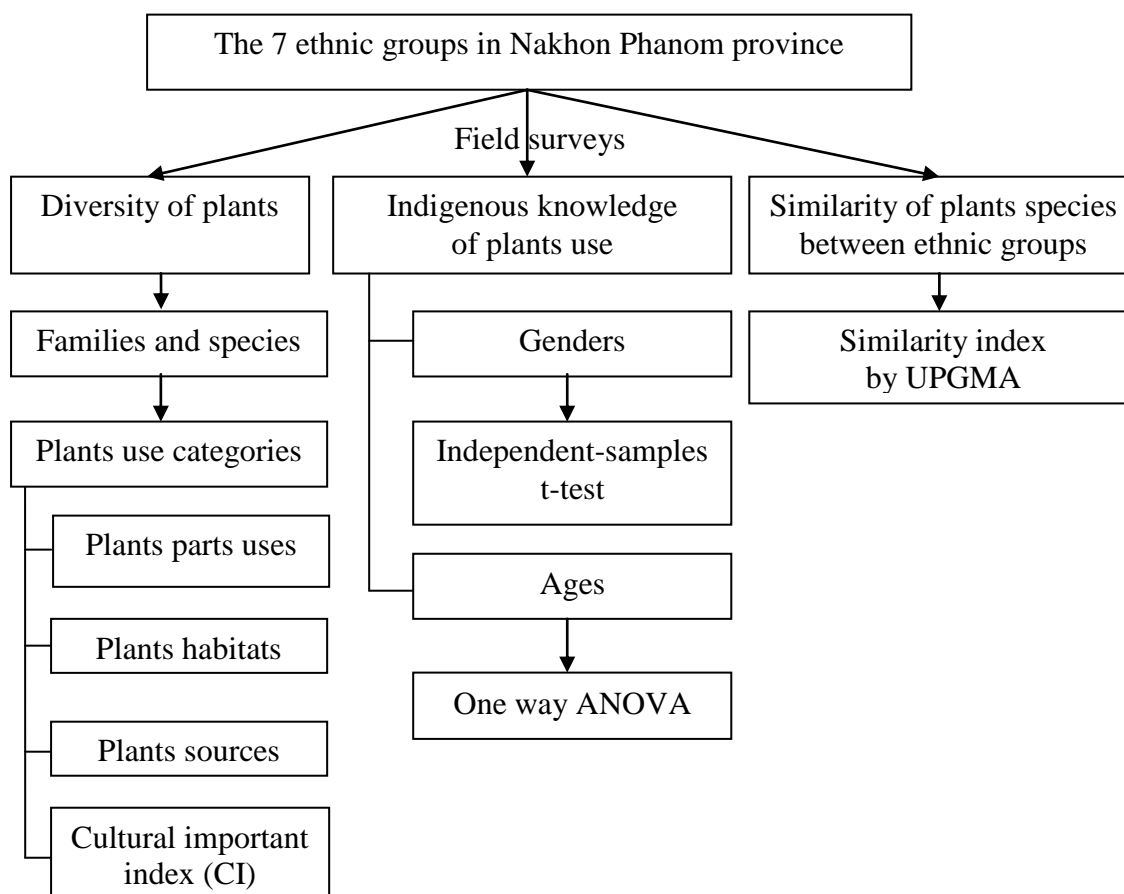 The 7 ethnic groups in Nakhon Phanom province
Field surveys
Diversity of plants
Families and species
Plants use categories
Plants parts uses
Plants habitats
Plants sources
Cultural important
index (CI)
Indigenous knowledge
of plants use
Genders
Independent-samples
t-test
Ages
One way ANOVA
Similarity of plants species
between ethnic groups
Similarity index
by UPGMA